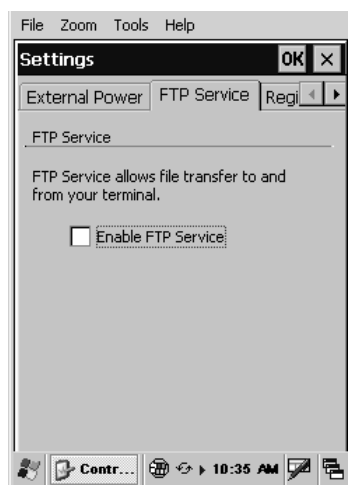 File Zoom Tools Help
Settings OK ×
External Power FTP Service Regi
FTP Service
FTP Service allows file transfer to and
from your terminal.
Enable FTP Service
Contr... 10:35 AM